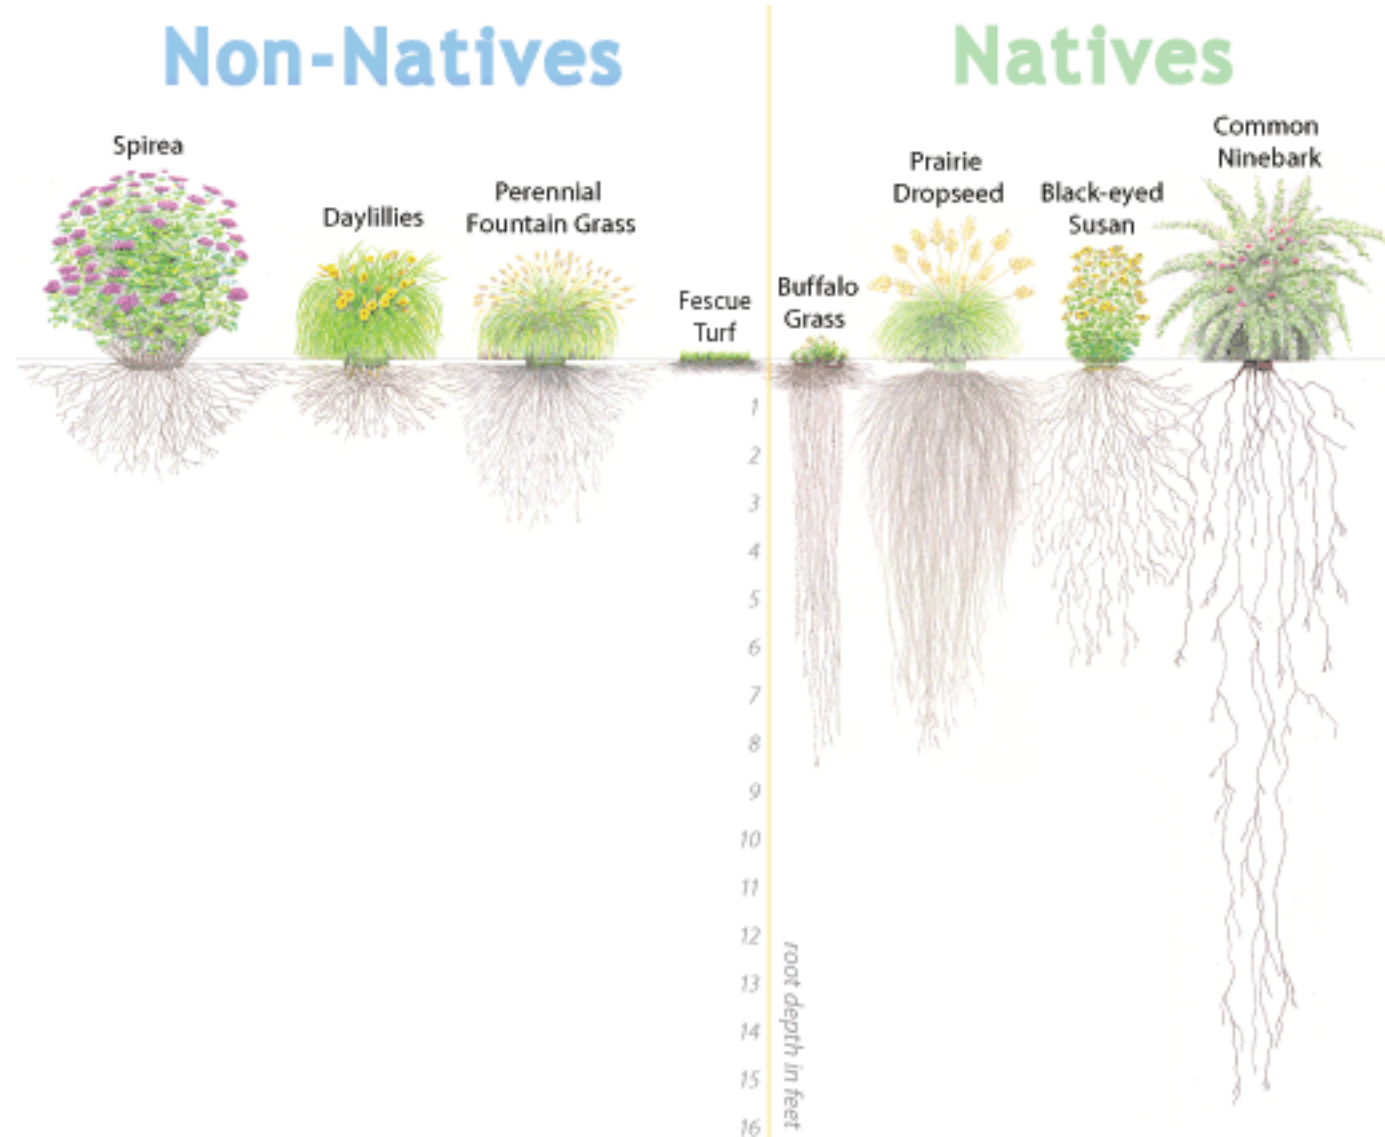 Non-Natives
Natives
Spirea
Daylillies
Perennial
Fountain Grass
Fescue
Turf
Buffalo
Grass
Prairie
Dropseed
Black-eyed
Susan
Common
Ninebark
1
2
3
4
5
6
7
8
9
10
11
12
13
14
15
16
root depth in feet